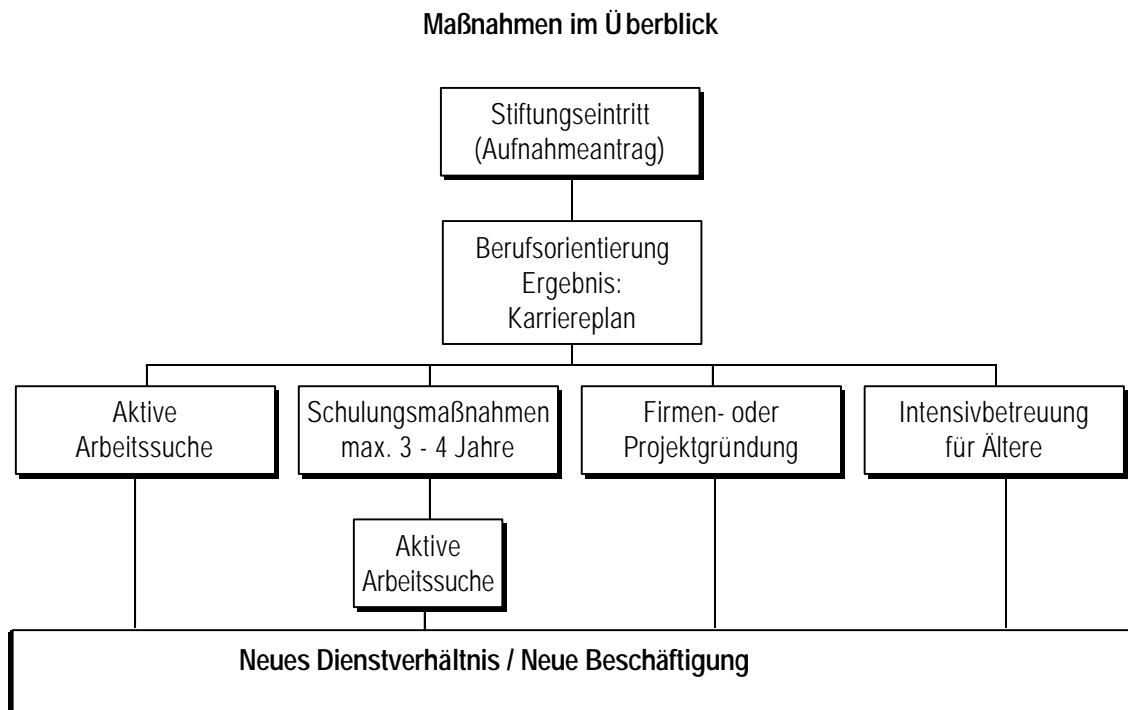 Maßnahmen im Überblick
Stiftungseintritt
(Aufnahmeantrag)
Berufsorientierung
Ergebnis:
Karriereplan
Aktive
Arbeitssuche
Schulungsmaßnahmen
max. 3 - 4 Jahre
Firmen- oder
Projektgründung
Intensivbetreuung
für Ältere
Aktive
Arbeitssuche
Neues Dienstverhältnis / Neue Beschäftigung